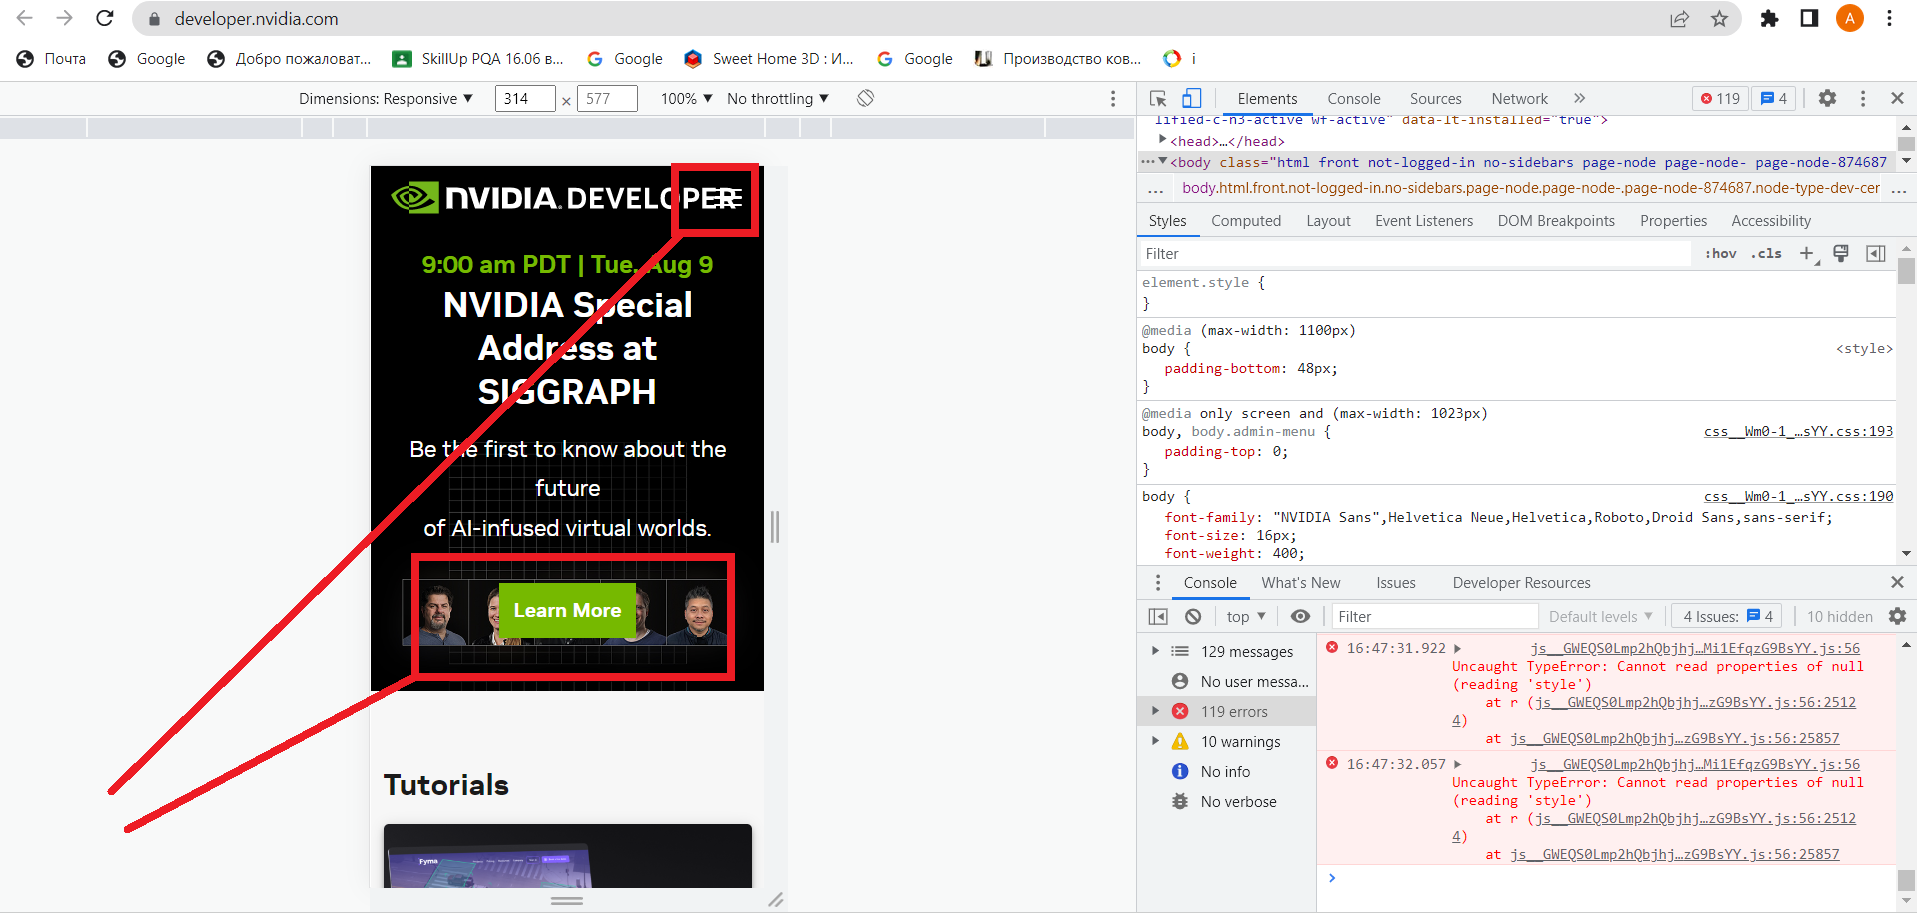 developer.nvidia.com
A
Почта
Google
Добро пожаловат...
SkillUp PQA 16.06 в...
Google
Sweet Home 3D : И...
Google
Производство ков...
i
Dimensions: Responsive
314
×
577
100%
No throttling
Elements
Console
Sources
Network
»
119
4
lified-c-n3-active wf-active" data-lt-installed="true">
<head>…</head>
<body class="html front not-logged-in no-sidebars page-node page-node- page-node-874687
...
body.html.front.not-logged-in.no-sidebars.page-node.page-node-.page-node-874687.node-type-dev-cer
...
Styles
Computed
Layout
Event Listeners
DOM Breakpoints
Properties
Accessibility
Filter
:hov
.cls
element.style {
}
@media (max-width: 1100px)
body {
<style>
padding-bottom: 48px;
}
@media only screen and (max-width: 1023px)
body, body.admin-menu {
css__Wm0-1_…sYY.css:193
padding-top: 0;
}
body {
css__Wm0-1_…sYY.css:190
font-family: "NVIDIA Sans",Helvetica Neue,Helvetica,Roboto,Droid Sans,sans-serif;
font-size: 16px;
font-weight: 400;
NVIDIA. DEVELOPER
9:00 am PDT | Tue. Aug 9
NVIDIA Special
Address at
SIGGRAPH
Be the first to know about the
future
of AI-infused virtual worlds.
Learn More
Tutorials
Fyma
Console
What's New
Issues
Developer Resources
top
Filter
Default levels
4 Issues:
4
10 hidden
129 messages
No user messa...
119 errors
10 warnings
No info
No verbose
16:47:31.922
js__GWEQS0Lmp2hQbjhj…Mi1EfqzG9BsYY.js:56
Uncaught TypeError: Cannot read properties of null
(reading 'style')
at r (js__GWEQS0Lmp2hQbjhj…zG9BsYY.js:56:2512
4)
at js__GWEQS0Lmp2hQbjhj…zG9BsYY.js:56:25857
16:47:32.057
js__GWEQS0Lmp2hQbjhj…Mi1EfqzG9BsYY.js:56
Uncaught TypeError: Cannot read properties of null
(reading 'style')
at r (js__GWEQS0Lmp2hQbjhj…zG9BsYY.js:56:2512
4)
at js__GWEQS0Lmp2hQbjhj…zG9BsYY.js:56:25857